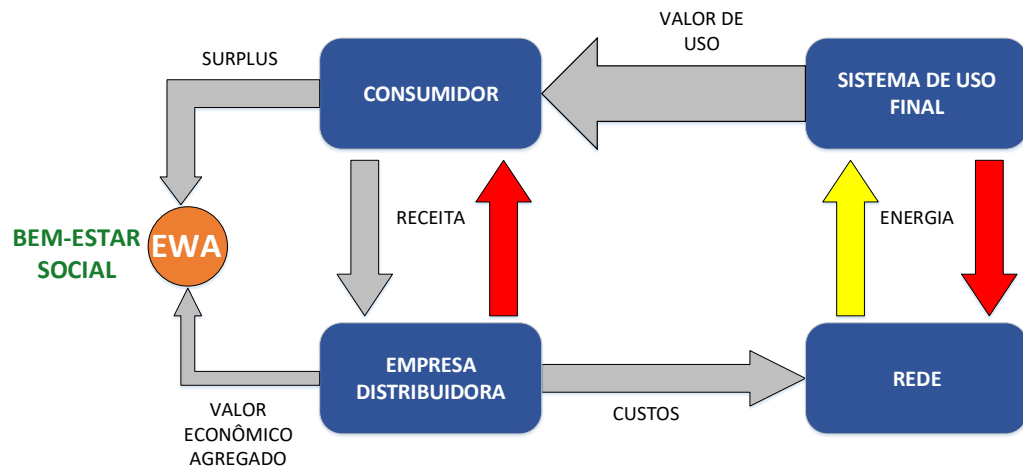 VALOR DE
USO
SURPLUS
CONSUMIDOR
SISTEMA DE USO
FINAL
RECEITA
ENERGIA
BEM-ESTAR
SOCIAL
EWA
EMPRESA
DISTRIBUIDORA
REDE
CUSTOS
VALOR
ECONÔMICO
AGREGADO